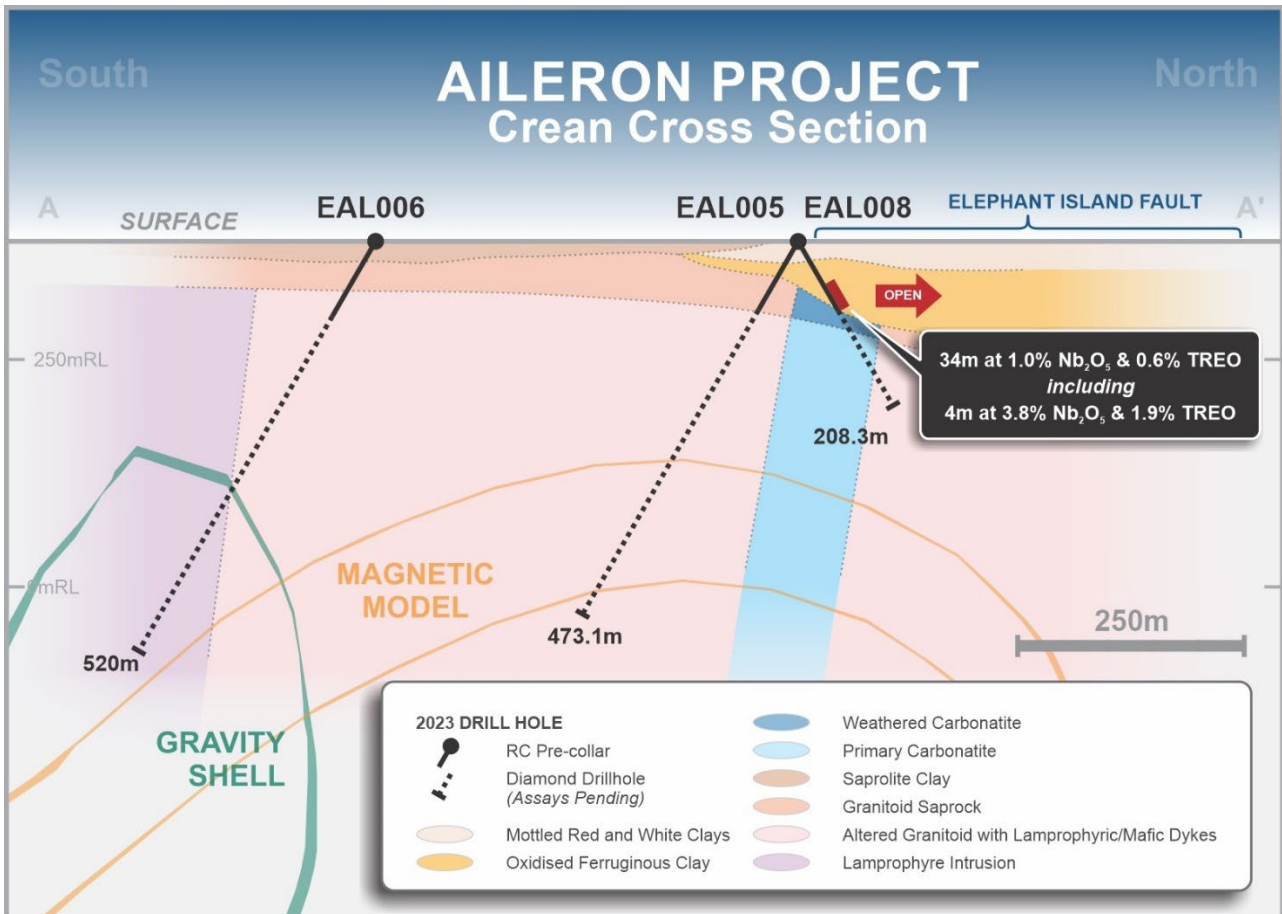 South
North
AILERON PROJECT
Crean Cross Section
A
SURFACE
EAL006
EAL005
EAL008
ELEPHANT ISLAND FAULT
A'
OPEN
250mRL
34m at 1.0% Nb₂O₅ & 0.6% TREO
including
4m at 3.8% Nb₂O₅ & 1.9% TREO
208.3m
0mRL
MAGNETIC
MODEL
473.1m
250m
520m
GRAVITY
SHELL
2023 DRILL HOLE
RC Pre-collar
Diamond Drillhole
(Assays Pending)
Mottled Red and White Clays
Oxidised Ferruginous Clay
Weathered Carbonatite
Primary Carbonatite
Saprolite Clay
Granitoid Saprock
Altered Granitoid with Lamprophyric/Mafic Dykes
Lamprophyre Intrusion